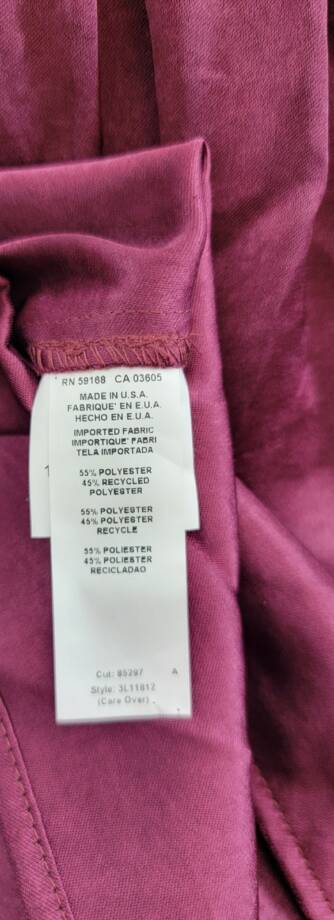 RN 59168 CA 03605
MADE IN U.S.A.
FABRIQUE' EN E.U.A.
HECHO EN E.U.A.
IMPORTED FABRIC
IMPORTIQUE' FABRI
TELA IMPORTADA
55% POLYESTER
45% RECYCLED
POLYESTER
55% POLYESTER
45% POLYESTER
RECYCLE
55% POLIESTER
45% POLIESTER
RECICLADAO
Cut: 85297 A
Style: 3L11812
(Care Over)